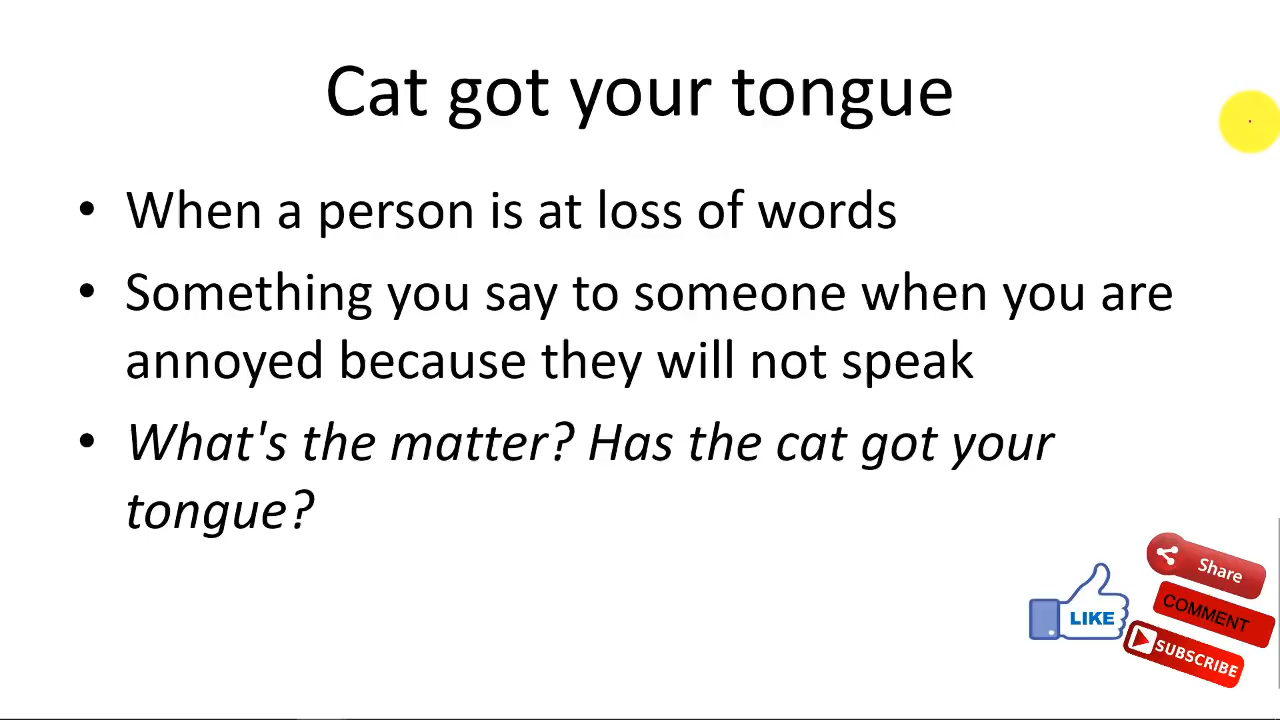 Cat got your tongue
• When a person is at loss of words
• Something you say to someone when you are
annoyed because they will not speak
• What's the matter? Has the cat got your
tongue?
Share
LIKE
COMMENT
SUBSCRIBE